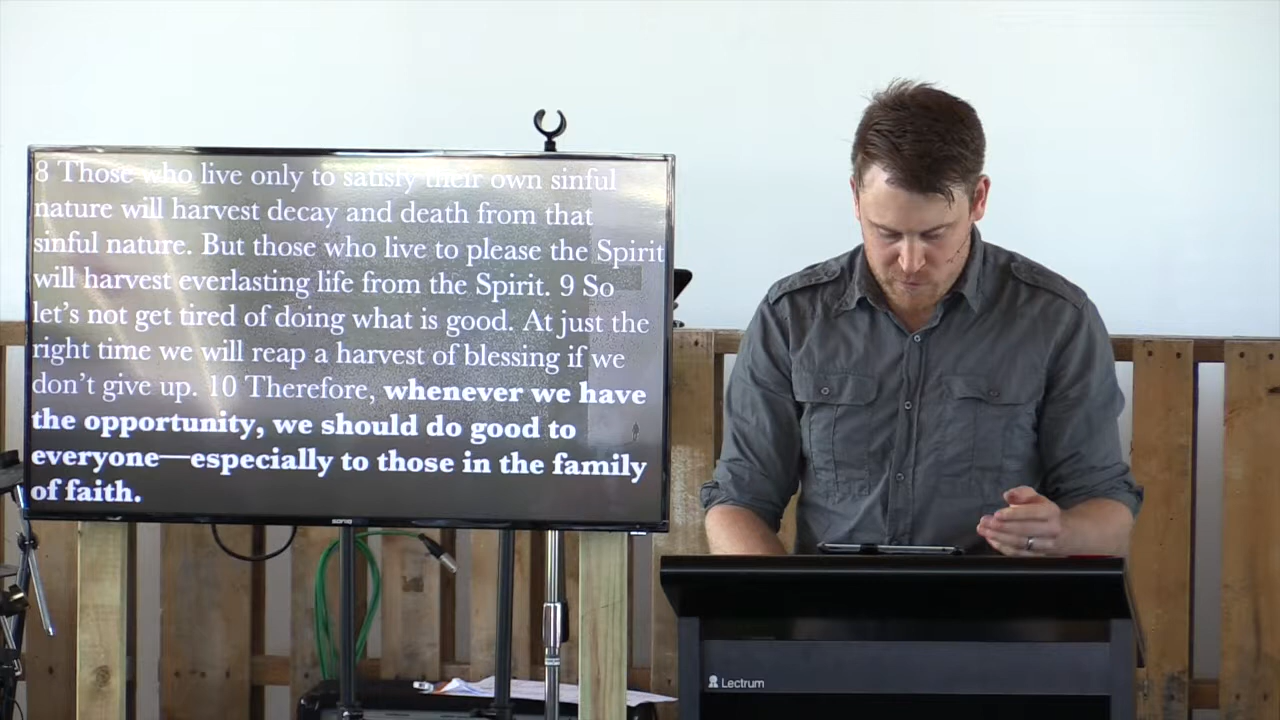 8 Those who live only to satisfy their own sinful
nature will harvest decay and death from that
sinful nature. But those who live to please the Spirit
will harvest everlasting life from the Spirit. 9 So
let’s not get tired of doing what is good. At just the
right time we will reap a harvest of blessing if we
don’t give up. 10 Therefore, whenever we have
the opportunity, we should do good to
everyone—especially to those in the family
of faith.
soniq
Lectrum